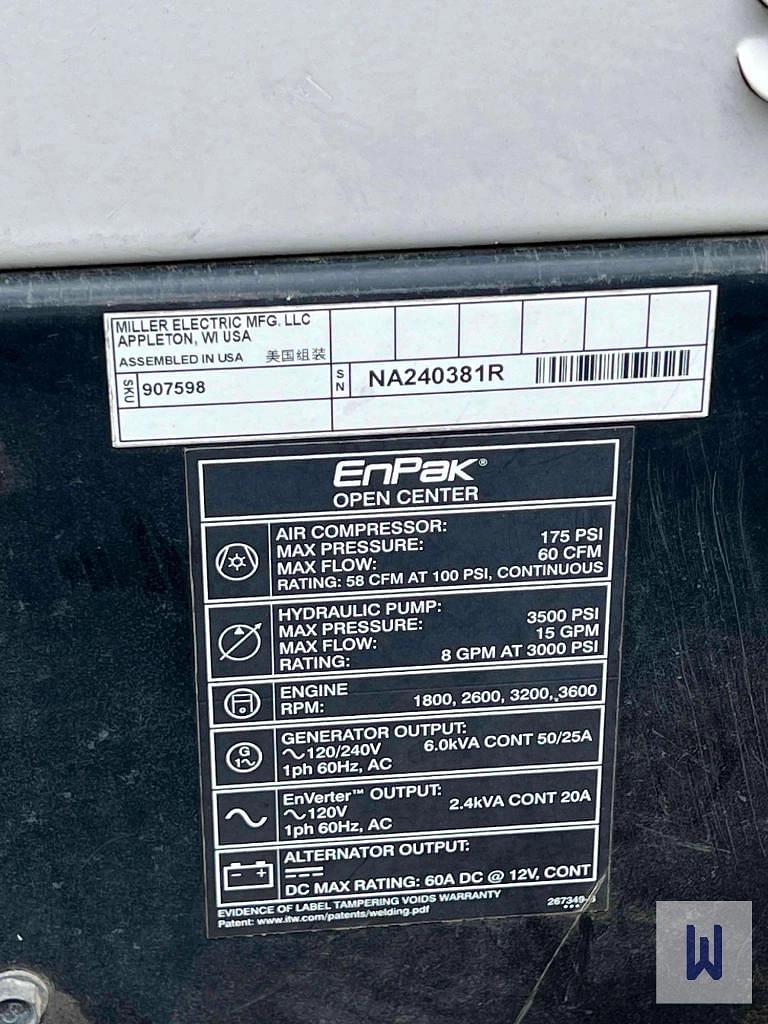 MILLER ELECTRIC MFG. LLC
APPLETON, WI USA
ASSEMBLED IN USA 美国组装
SKU 907598
SN NA240381R
EnPak®
OPEN CENTER
AIR COMPRESSOR:
MAX PRESSURE: 175 PSI
MAX FLOW: 60 CFM
RATING: 58 CFM AT 100 PSI, CONTINUOUS
HYDRAULIC PUMP:
MAX PRESSURE: 3500 PSI
MAX FLOW: 15 GPM
RATING: 8 GPM AT 3000 PSI
ENGINE
RPM: 1800, 2600, 3200, 3600
G
1~
GENERATOR OUTPUT:
~120/240V 6.0kVA CONT 50/25A
1ph 60Hz, AC
EnVerter™ OUTPUT:
~120V 2.4kVA CONT 20A
1ph 60Hz, AC
ALTERNATOR OUTPUT:
DC MAX RATING: 60A DC @ 12V, CONT
EVIDENCE OF LABEL TAMPERING VOIDS WARRANTY
Patent: www.itw.com/patents/welding.pdf
W